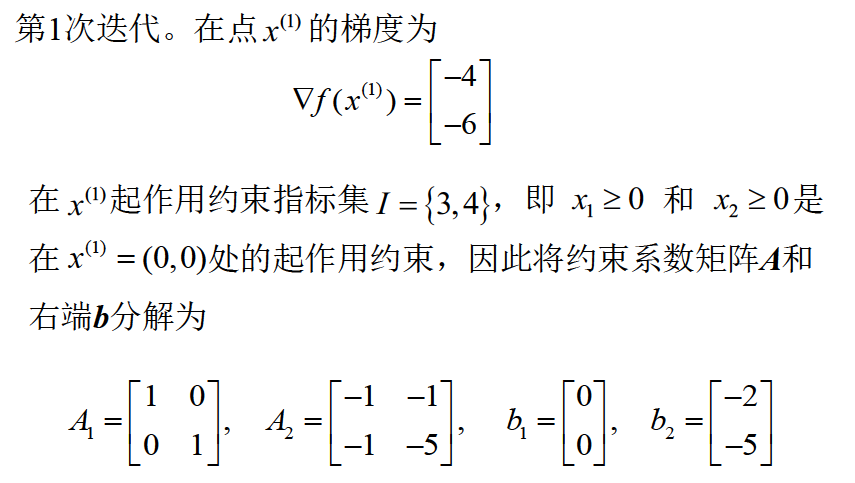 第1次迭代。在点 $x^{(1)}$ 的梯度为
$\nabla f(x^{(1)}) = \begin{bmatrix} -4 \\ -6 \end{bmatrix}$
在 $x^{(1)}$ 起作用约束指标集 $I = \{3,4\}$，即 $x_1 \geq 0$ 和 $x_2 \geq 0$ 是
在 $x^{(1)} = (0,0)$ 处的起作用约束，因此将约束系数矩阵A和
右端b分解为
$A_1 = \begin{bmatrix} 1 & 0 \\ 0 & 1 \end{bmatrix}, \quad A_2 = \begin{bmatrix} -1 & -1 \\ -1 & -5 \end{bmatrix}, \quad b_1 = \begin{bmatrix} 0 \\ 0 \end{bmatrix}, \quad b_2 = \begin{bmatrix} -2 \\ -5 \end{bmatrix}$